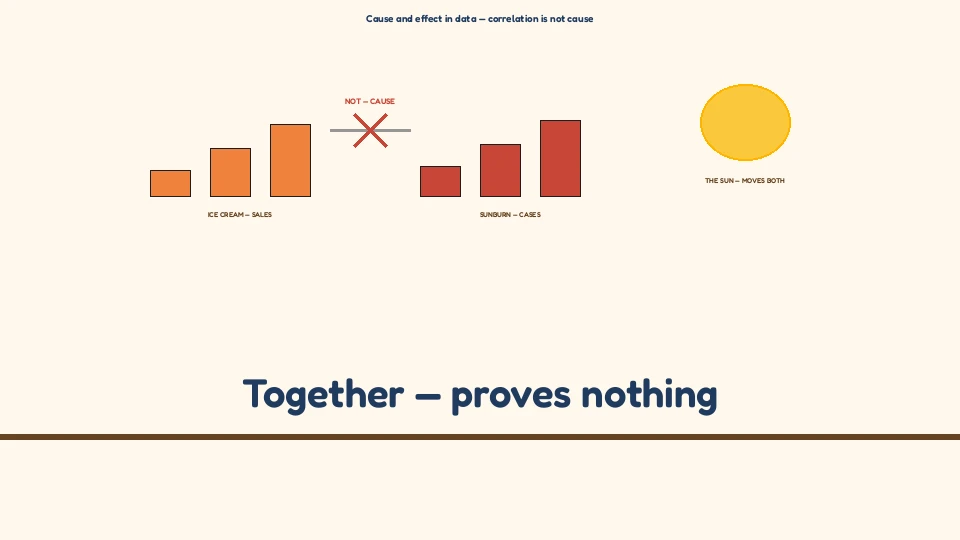 Cause and effect in data — correlation is not cause
NOT — CAUSE
THE SUN — MOVES BOTH
ICE CREAM — SALES
SUNBURN — CASES
Together — proves nothing